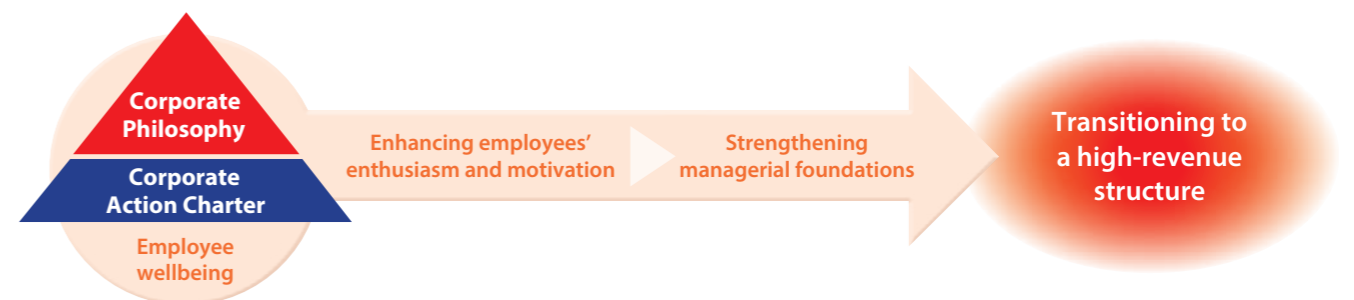 Corporate
Philosophy
Corporate
Action Charter
Employee
wellbeing
Enhancing employees’
enthusiasm and motivation
Strengthening
managerial foundations
Transitioning to
a high-revenue
structure